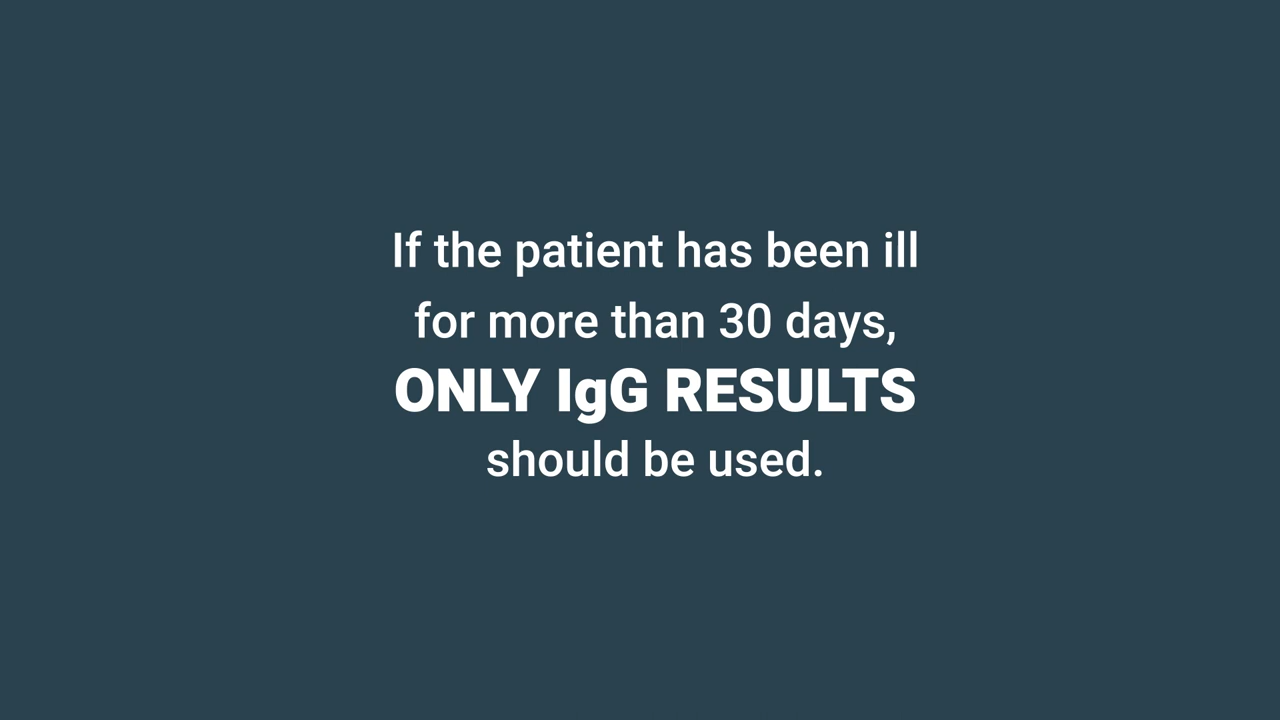 If the patient has been ill
for more than 30 days,
ONLY IgG RESULTS
should be used.